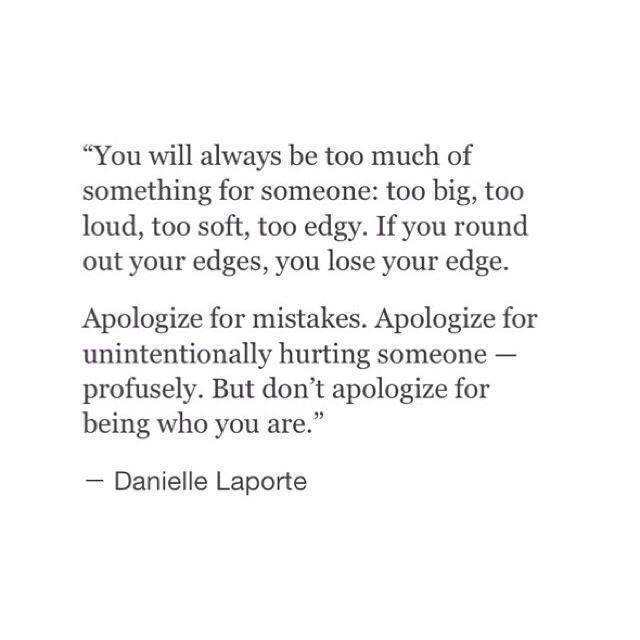 “You will always be too much of
something for someone: too big, too
loud, too soft, too edgy. If you round
out your edges, you lose your edge.
Apologize for mistakes. Apologize for
unintentionally hurting someone —
profusely. But don’t apologize for
being who you are.”
— Danielle Laporte